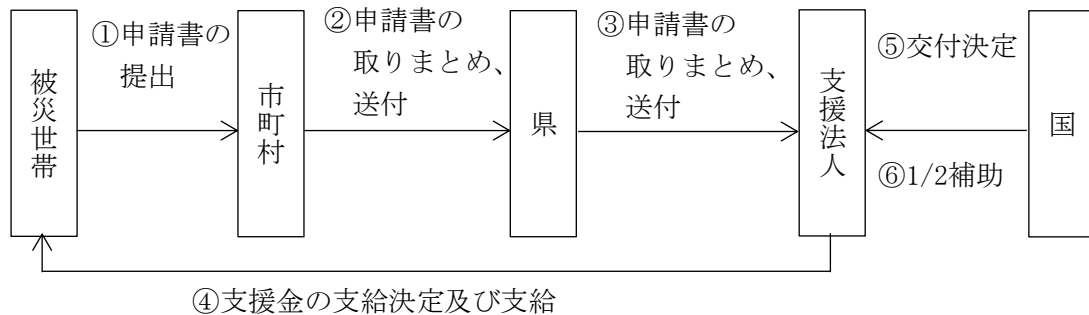 被災世帯
①申請書の
提出
市町村
②申請書の
取りまとめ、
送付
県
③申請書の
取りまとめ、
送付
支援法人
⑤交付決定
⑥1/2補助
国
④支援金の支給決定及び支給